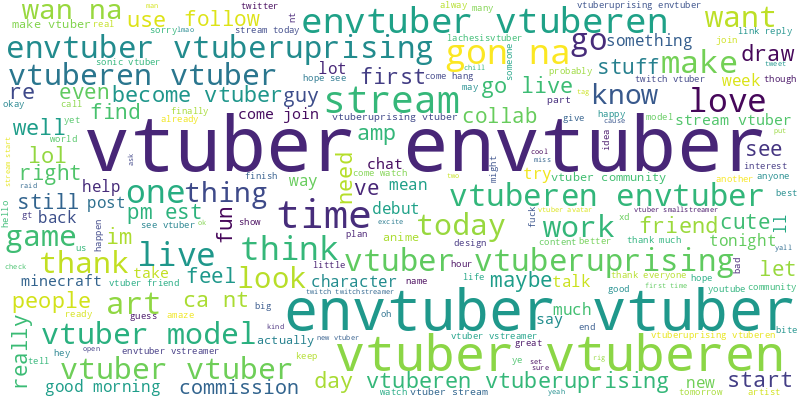 wan na
make vtuber
real
man
sorry
lmao
twitter
nt
use follow
stream today
envtuber vtuberen
alway
many
vtuberuprising envtuber
want
link reply
join
envtuber vtuberuprising
sonic vtuber
lachesisvtuber
gon na
someone
go
something
make
draw
vtuberen vtuber
hope see
lot
first
come hang
chill
probably
stuff
twitch vtuber
tweet
week
though
okay
re
even
call
become vtuber
guy
stream
may
tag
go live
part
know
love
find
finally
already
come join
vtuberuprising vtuber
collab
give
happy
cause
model
stream vtuber
well
yet
world
vtuber envtuber
amp
idea
put
see
lol
ask
chat
cool
miss
interest
anyone
stream start
right
raid
finish
way
need
ve
mean
come watch
two
might
try
vtuber community
another
best
help
one
thing
still
post
gt
back
see vtuber
ok
fun
show
time
debut
excite
vtuberen envtuber
fuck
vtuber avatar
vtuber smallstreamer
cute
ll
hello
pm est
happen
today
work
xd
friend
tonight
yall
game
us
im
plan
anime
design
content
better
thank much
check
thank
live
think
vtuber vtuberuprising
bad
let
minecraft
vtuber friend
take
feel
look
little
hour
character
name
life
maybe
talk
thank everyone
hope
good
first time
youtube
community
people
ready
art
guess
amaze
ca nt
big
twitch twitchstreamer
envtuber vtuber
bite
really
vtuber model
kind
actually
oh
new vtuber
vtuber vstreamer
end
say
much
vtuberuprising vtuberen
hey
open
envtuber vstreamer
tell
vtuber vtuber
keep
vtuber vtuberen
great
ye
set
sure
rig
good morning
commission
day
watch
vtuber stream
vtuberen vtuberuprising
yeah
new
tomorrow
start
artist